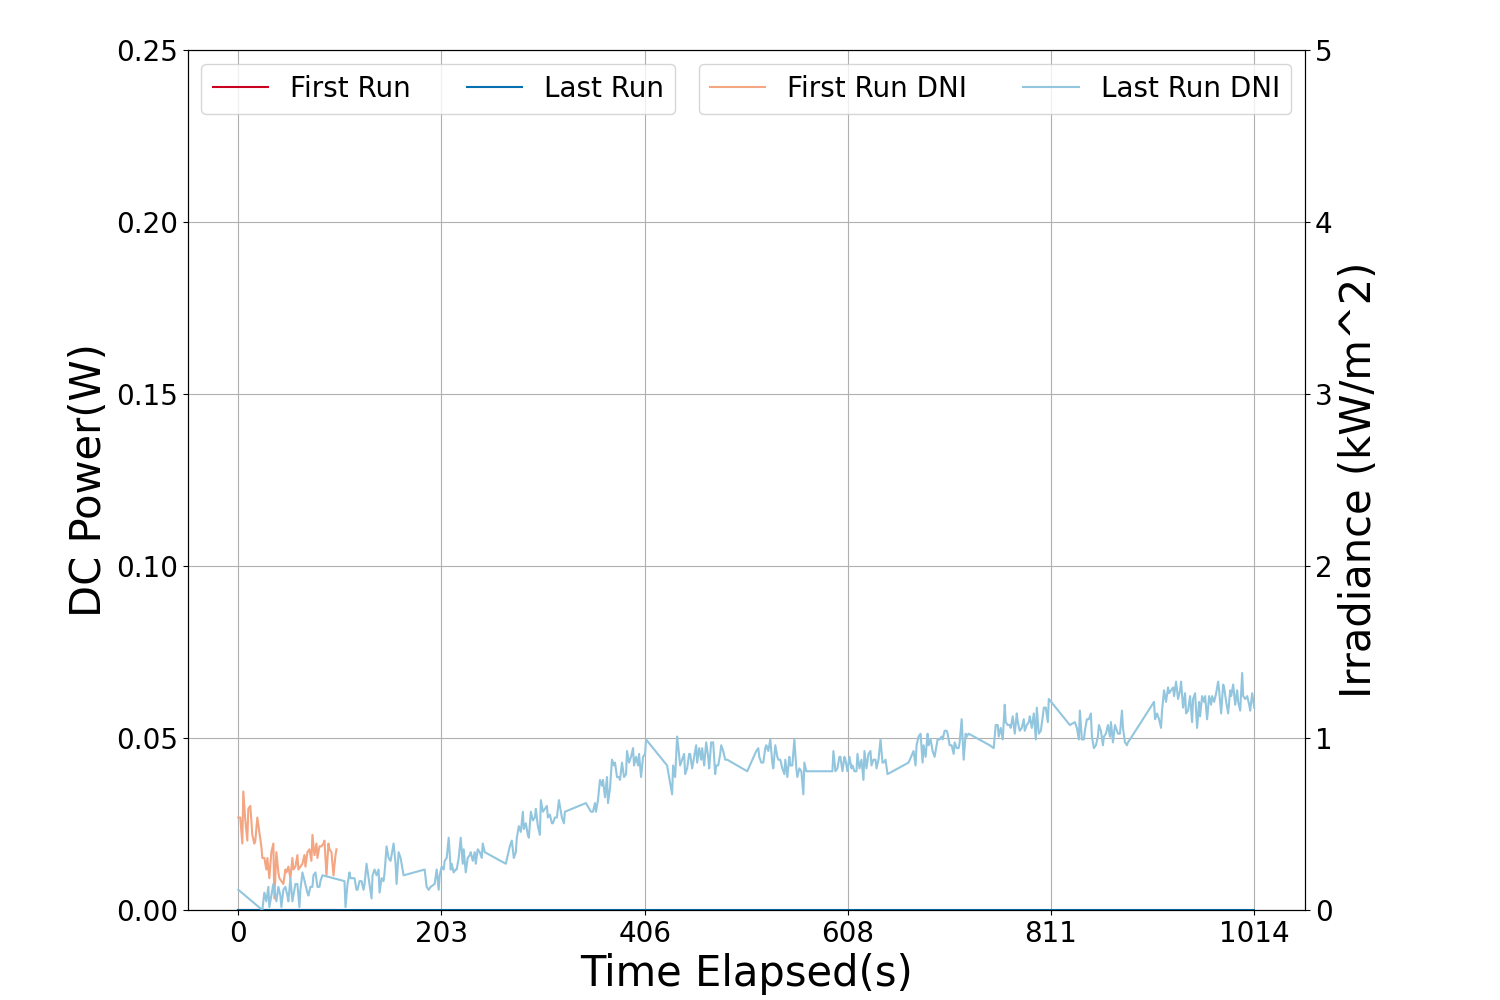 First Run Last Run First Run DNI Last Run DNI
0.25
0.20
0.15
0.10
0.05
0.00
DC Power(W)
5
4
3
2
1
0
Irradiance (kW/m^2)
0 203 406 608 811 1014
Time Elapsed(s)